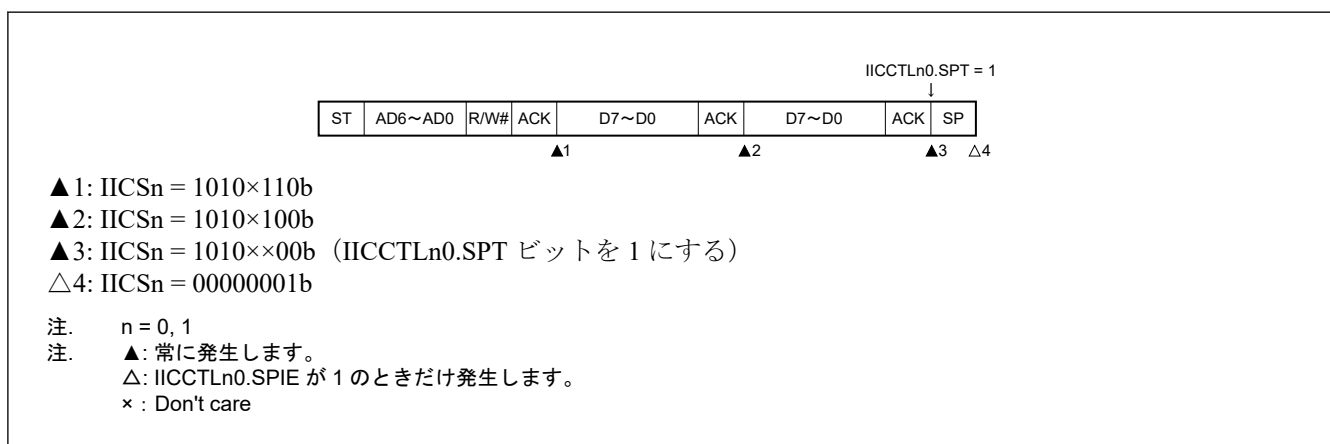 IICCTLn0.SPT = 1
↓
ST AD6~AD0 R/W# ACK D7~D0 ACK D7~D0 ACK SP
▲1 ▲2 ▲3 △4
▲1: IICSn = 1010×110b
▲2: IICSn = 1010×100b
▲3: IICSn = 1010××00b（IICCTLn0.SPT ビットを 1 にする）
△4: IICSn = 00000001b
注. n = 0, 1
注. ▲: 常に発生します。
△: IICCTLn0.SPIE が 1 のときだけ発生します。
×：Don't care